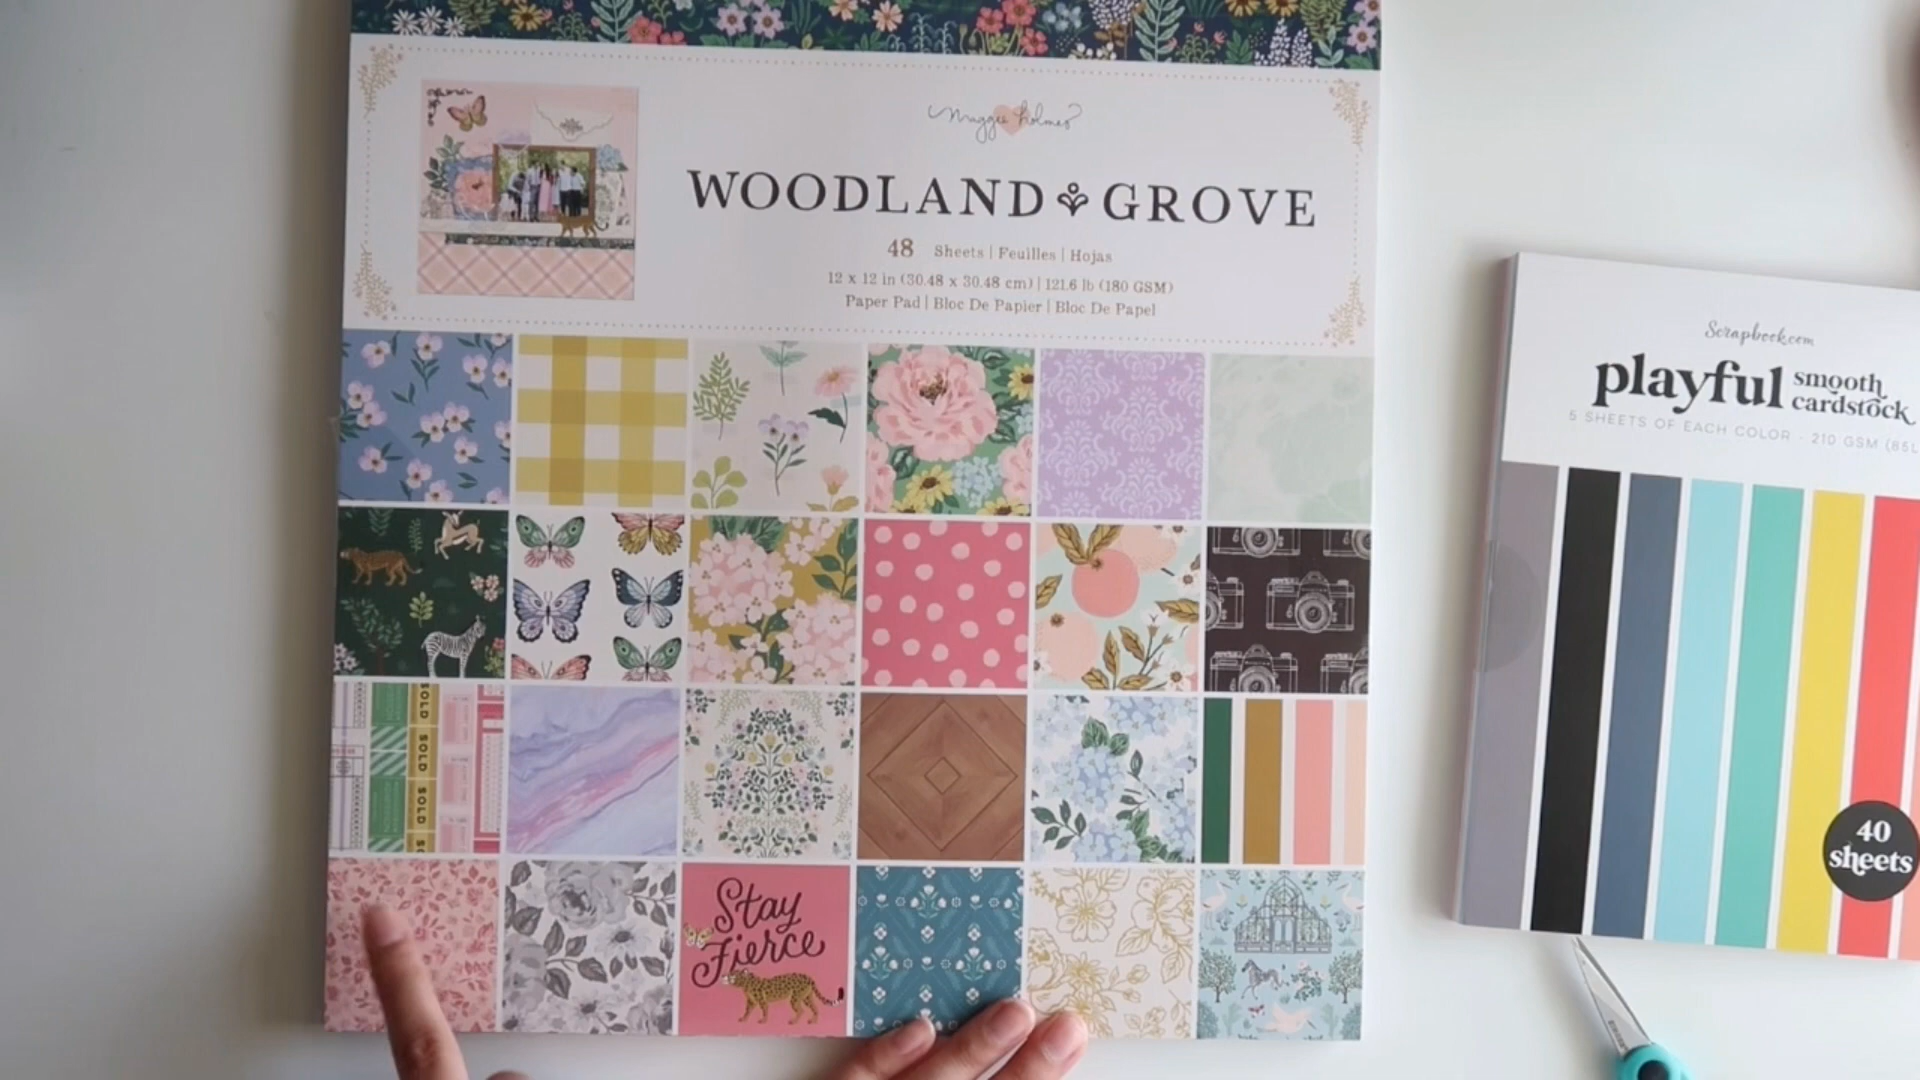 maggie holmes
WOODLAND GROVE
48 Sheets | Feuilles | Hojas
12 x 12 in (30.48 x 30.48 cm) | 121.6 lb (180 GSM)
Paper Pad | Bloc De Papier | Bloc De Papel
SOLD
SOLD
SOLD
Stay
Fierce
Scrapbook.com
playful smooth cardstock
5 SHEETS OF EACH COLOR - 210 GSM (85L
40
sheets